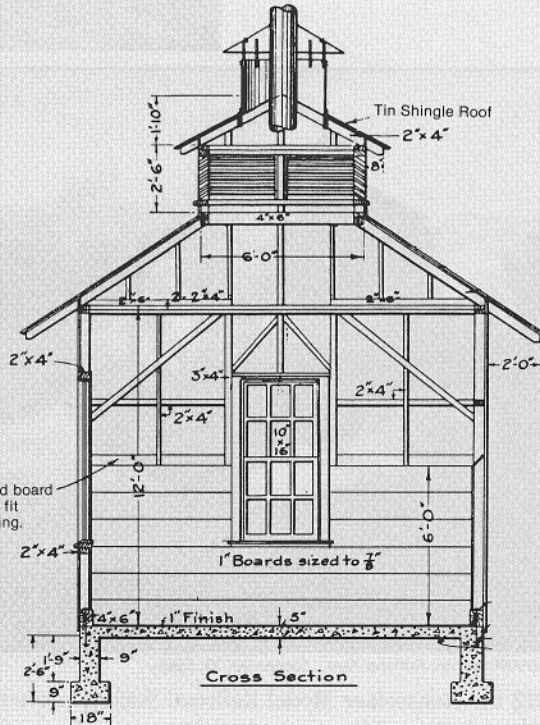 Tin Shingle Roof
2"x4"
1'-10"
2'-6"
8"
4"x6"
6'-0"
2"x6"
2-2"x4"
2"x6"
2"x4"
3"x4"
2'-0"
2"x4"
2"x4"
10"
x
16"
d board
fit
ing.
12'-0"
6'-0"
2"x4"
1" Boards sized to 7/8"
4"x6"
1" Finish
5"
1'-9"
9"
2'-6"
9"
18"
Cross Section